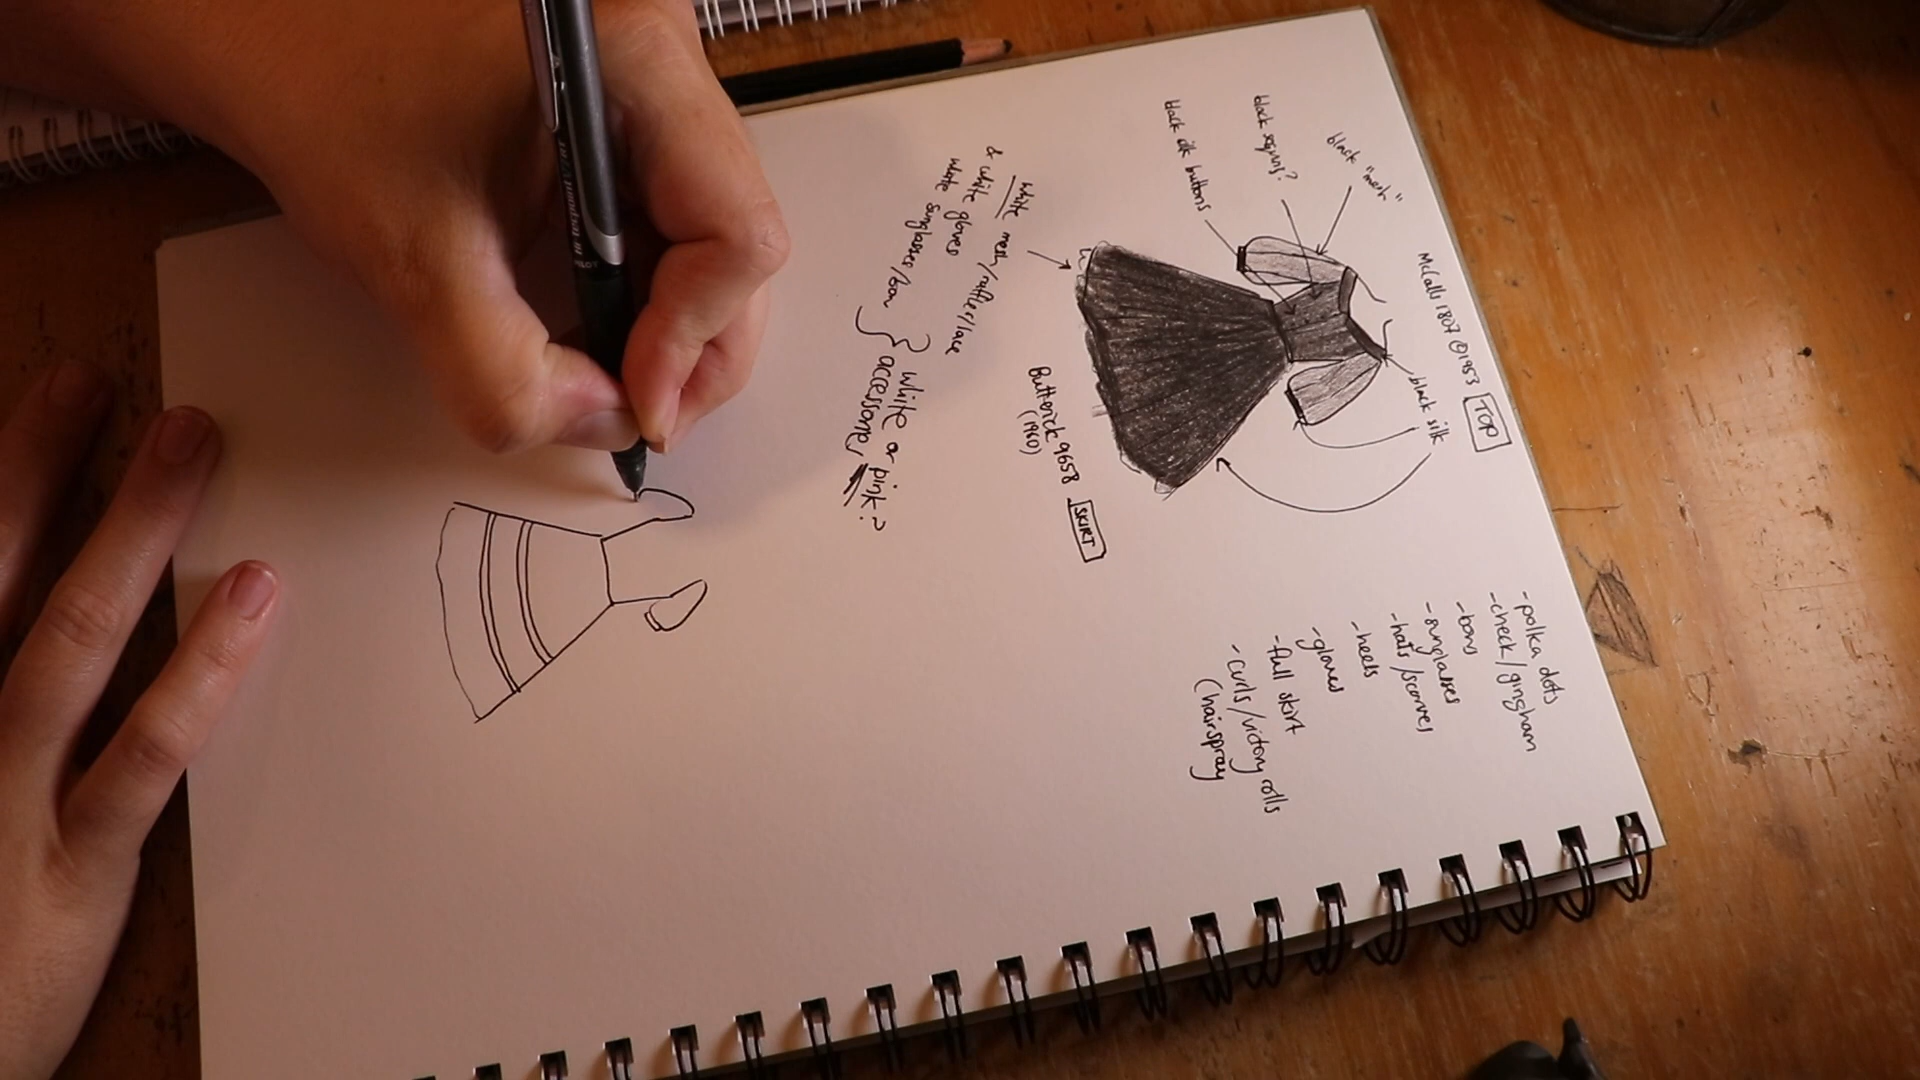 McCalls 1807 ©1953 TOP
black "mesh"
black sequins?
black silk buttons
black silk
white mesh/ruffles/lace
& white gloves
white sunglasses/bow
White or pink?
accessories
Butterick 9658 SKIRT
(1960)
-polka dots
-check/gingham
-bows
-sunglasses
-hats/scarves
-heels
-gloves
-full skirt
-curls/victory rolls
(hairspray
PILOT